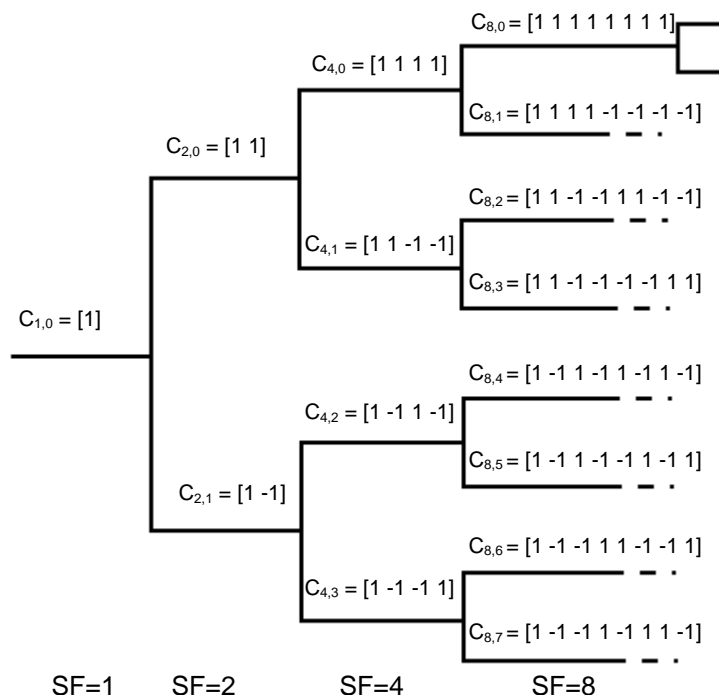 C8,0 = [1 1 1 1 1 1 1 1]
C4,0 = [1 1 1 1]
C8,1 = [1 1 1 1 -1 -1 -1 -1]
C2,0 = [1 1]
C8,2 = [1 1 -1 -1 1 1 -1 -1]
C4,1 = [1 1 -1 -1]
C8,3 = [1 1 -1 -1 -1 -1 1 1]
C1,0 = [1]
C8,4 = [1 -1 1 -1 1 -1 1 -1]
C4,2 = [1 -1 1 -1]
C8,5 = [1 -1 1 -1 -1 1 -1 1]
C2,1 = [1 -1]
C8,6 = [1 -1 -1 1 1 -1 -1 1]
C4,3 = [1 -1 -1 1]
C8,7 = [1 -1 -1 1 -1 1 1 -1]
SF=1 SF=2 SF=4 SF=8